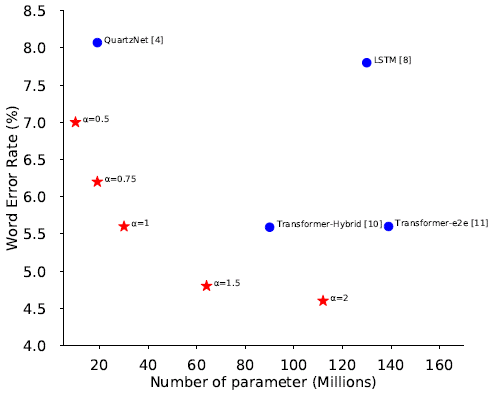 8.5
QuartzNet [4]
8.0
LSTM [8]
7.5
7.0
α=0.5
6.5
α=0.75
6.0
α=1
5.5
Transformer-Hybrid [10]
Transformer-e2e [11]
5.0
α=1.5
4.5
α=2
4.0
Word Error Rate (%)
20 40 60 80 100 120 140 160
Number of parameter (Millions)